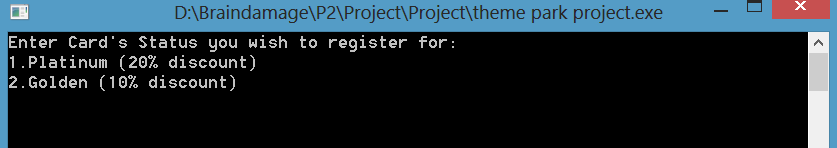 D:\Braindamage\P2\Project\Project\theme park project.exe
Enter Card's Status you wish to register for:
1.Platinum (20% discount)
2.Golden (10% discount)